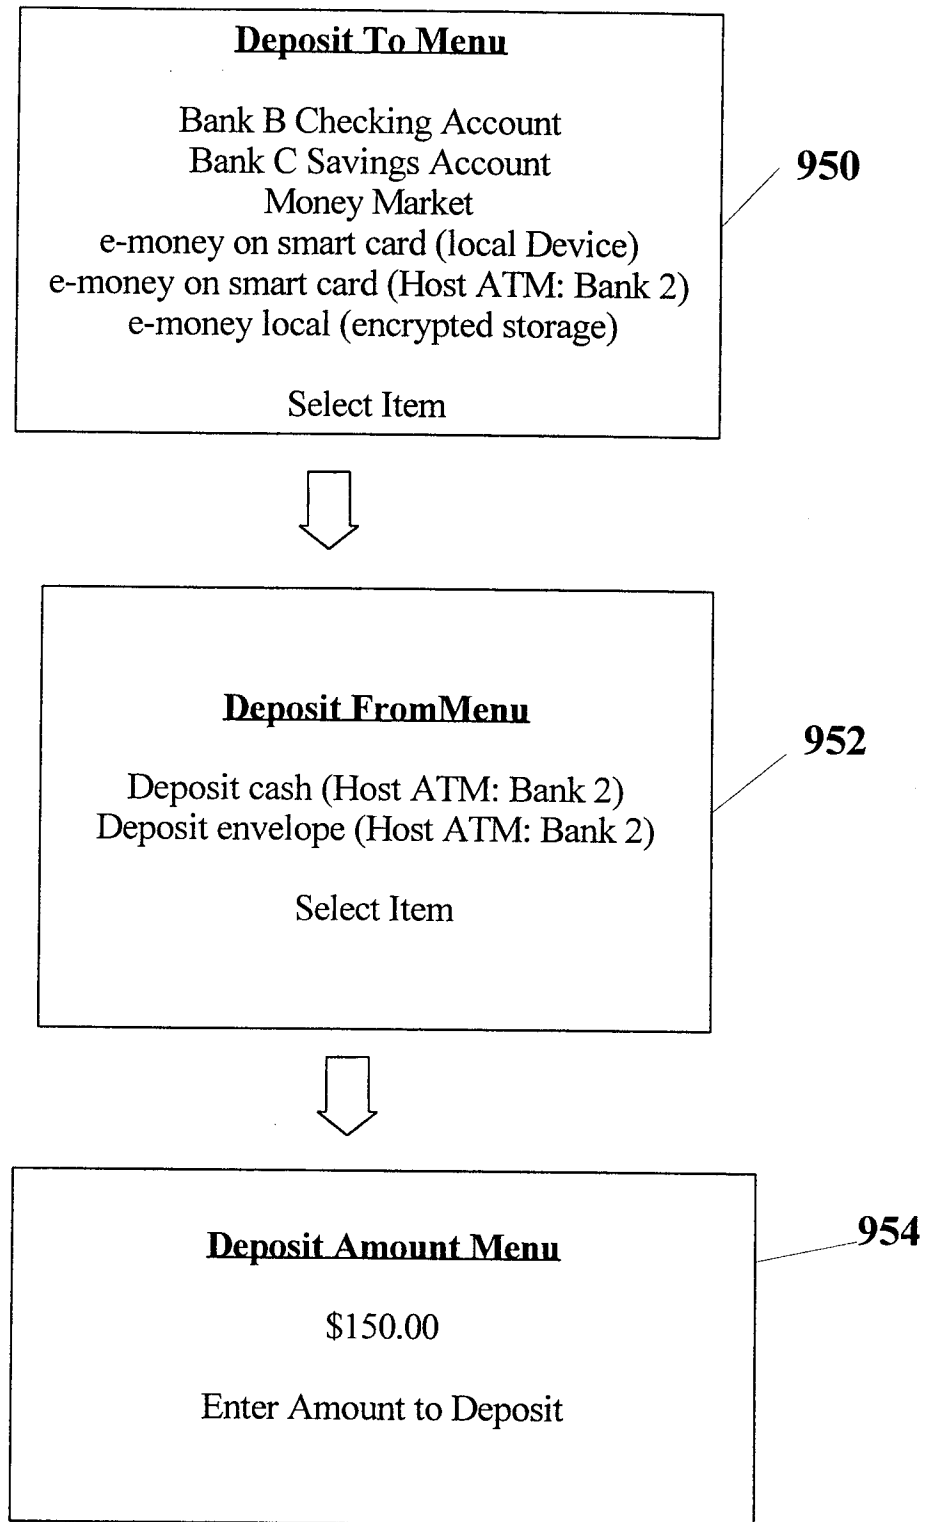 Deposit To Menu
Bank B Checking Account
Bank C Savings Account
Money Market
e-money on smart card (local Device)
e-money on smart card (Host ATM: Bank 2)
e-money local (encrypted storage)
Select Item
950
Deposit FromMenu
Deposit cash (Host ATM: Bank 2)
Deposit envelope (Host ATM: Bank 2)
Select Item
952
Deposit Amount Menu
$150.00
Enter Amount to Deposit
954